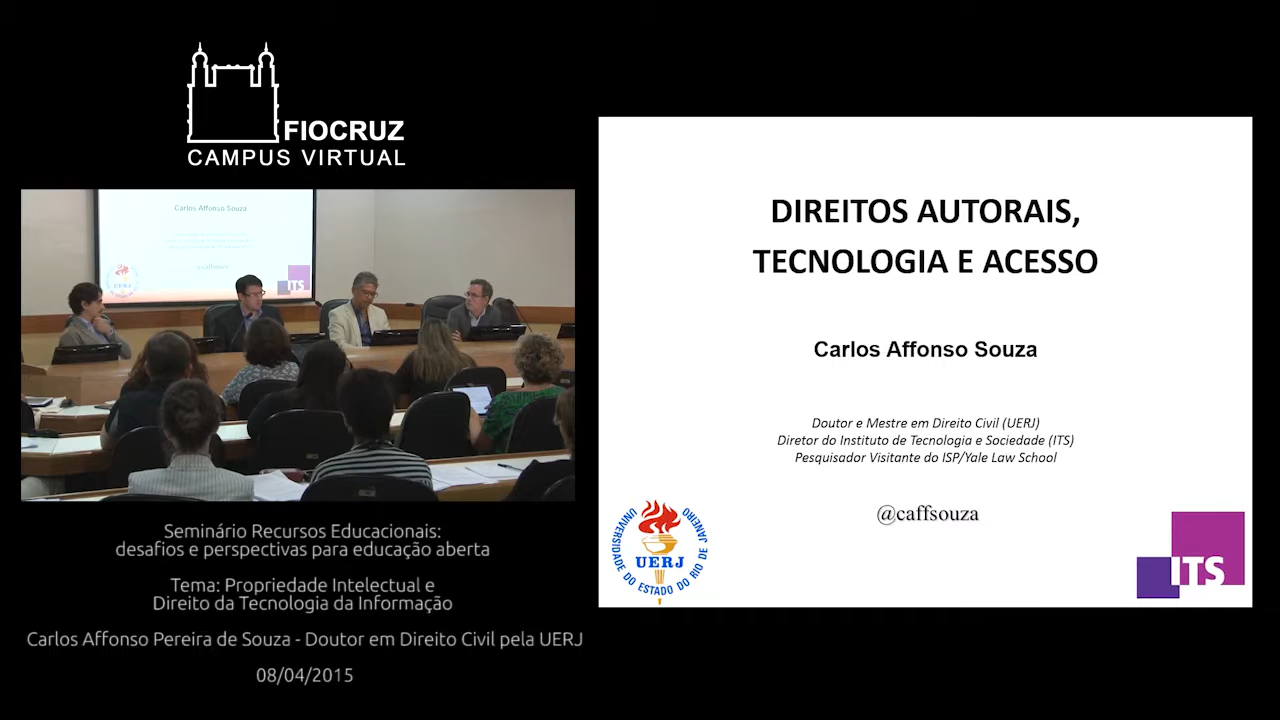 FIOCRUZ
CAMPUS VIRTUAL
Carlos Affonso Souza
UERJ
ITS
Seminário Recursos Educacionais:
desafios e perspectivas para educação aberta
Tema: Propriedade Intelectual e
Direito da Tecnologia da Informação
Carlos Affonso Pereira de Souza - Doutor em Direito Civil pela UERJ
08/04/2015
DIREITOS AUTORAIS,
TECNOLOGIA E ACESSO
Carlos Affonso Souza
Doutor e Mestre em Direito Civil (UERJ)
Diretor do Instituto de Tecnologia e Sociedade (ITS)
Pesquisador Visitante do ISP/Yale Law School
@caffsouza
UNIVERSIDADE DO ESTADO DO RIO DE JANEIRO
UERJ
ITS